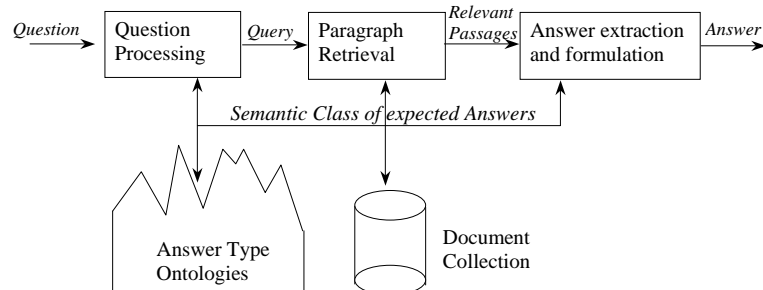 Question
Question
Processing
Query
Paragraph
Retrieval
Relevant
Passages
Answer extraction
and formulation
Answer
Semantic Class of expected Answers
Answer Type
Ontologies
Document
Collection